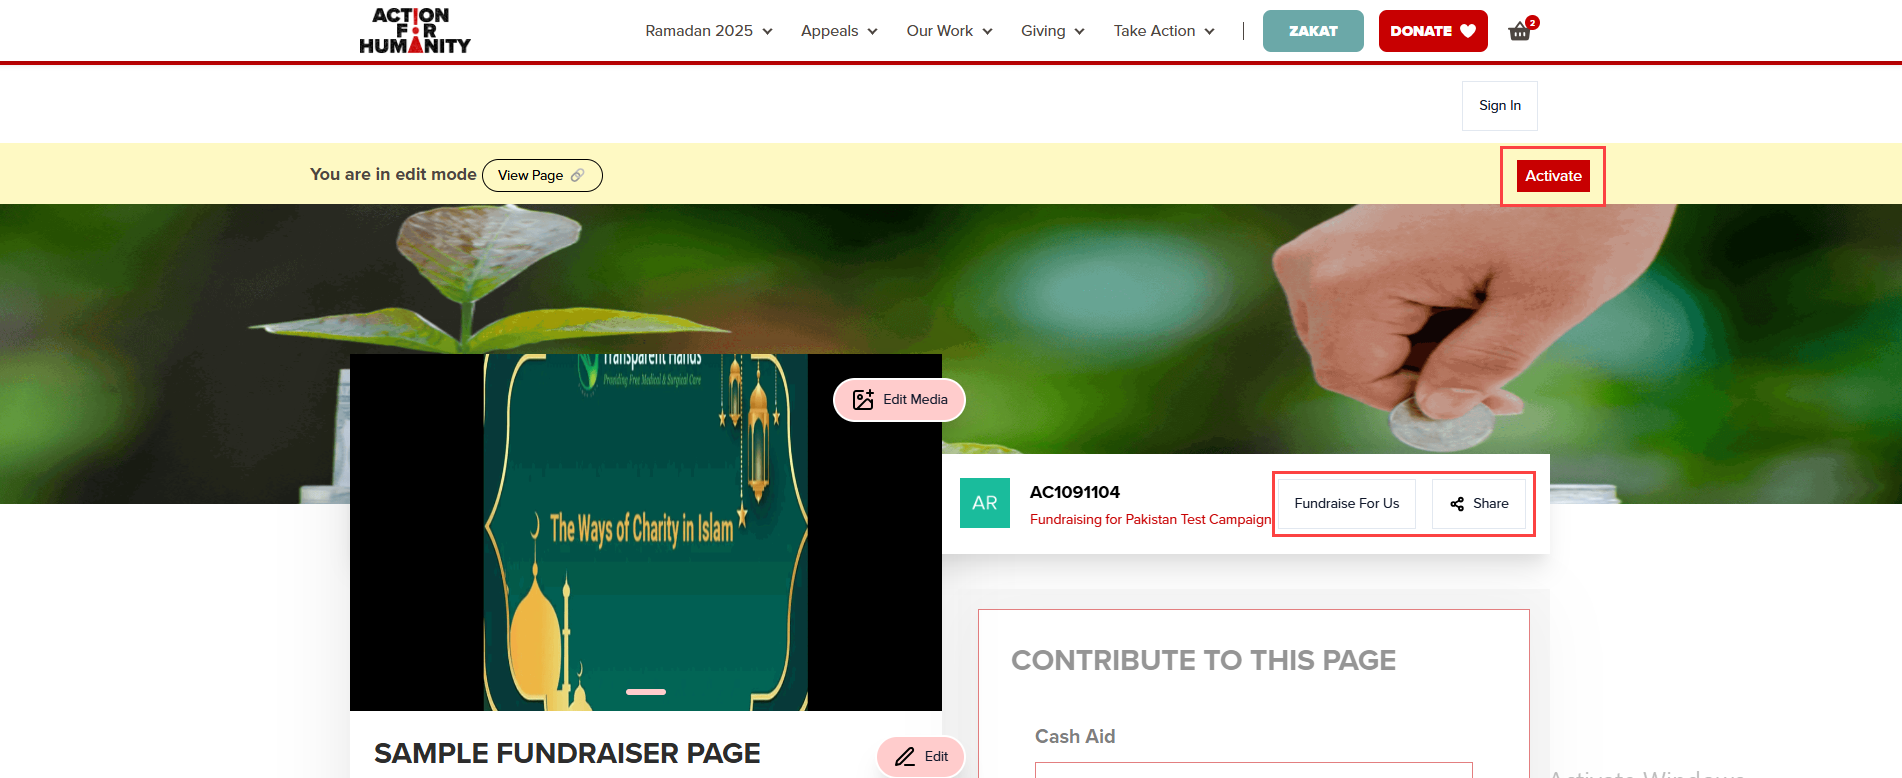 ACT!ON
F!R
HUMANITY
Ramadan 2025
Appeals
Our Work
Giving
Take Action
ZAKAT
DONATE
2
Sign In
You are in edit mode
View Page
Activate
Transparent Hands
Providing Free Medical & Surgical Care
Edit Media
The Ways of Charity in Islam
AR
AC1091104
Fundraising for Pakistan Test Campaign
Fundraise For Us
Share
CONTRIBUTE TO THIS PAGE
Cash Aid
SAMPLE FUNDRAISER PAGE
Edit
Activate Windows